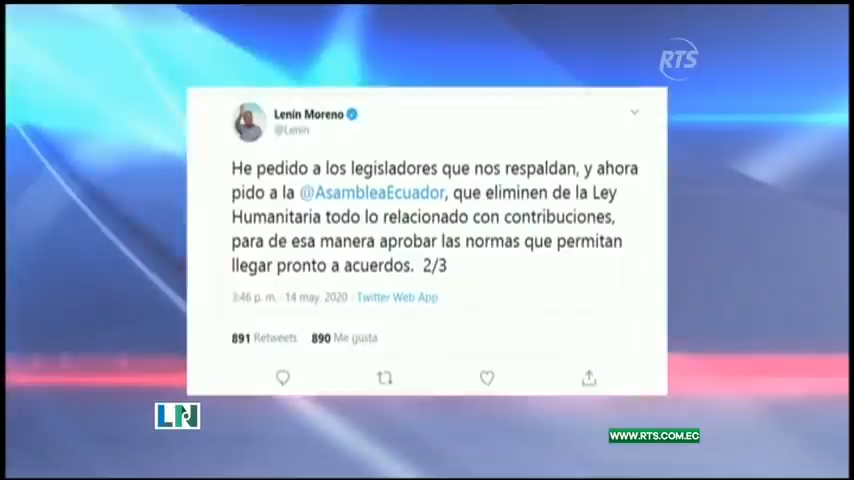 RTS
Lenín Moreno
@Lenin
He pedido a los legisladores que nos respaldan, y ahora
pido a la @AsambleaEcuador, que eliminen de la Ley
Humanitaria todo lo relacionado con contribuciones,
para de esa manera aprobar las normas que permitan
llegar pronto a acuerdos. 2/3
3:46 p. m. · 14 may. 2020 · Twitter Web App
891 Retweets 890 Me gusta
LN
WWW.RTS.COM.EC